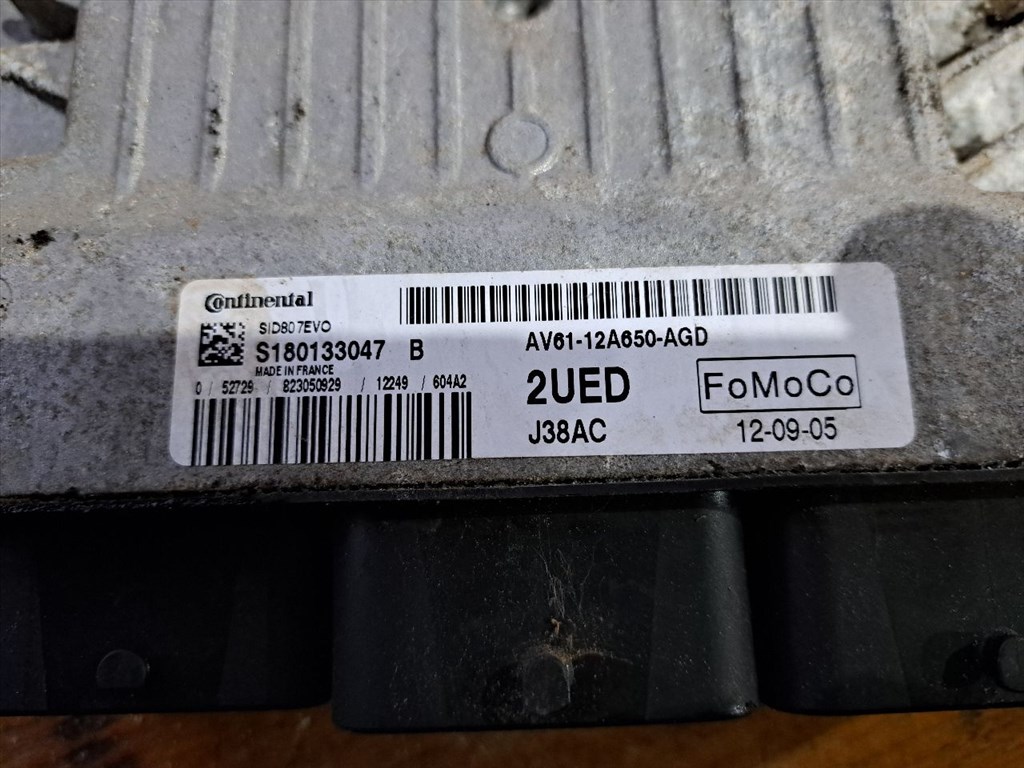 Continental
SID807EVO
S180133047 B
MADE IN FRANCE
0 / 52729 / 823050929 / 12249 / 604A2
AV61-12A650-AGD
2UED
FoMoCo
J38AC
12-09-05